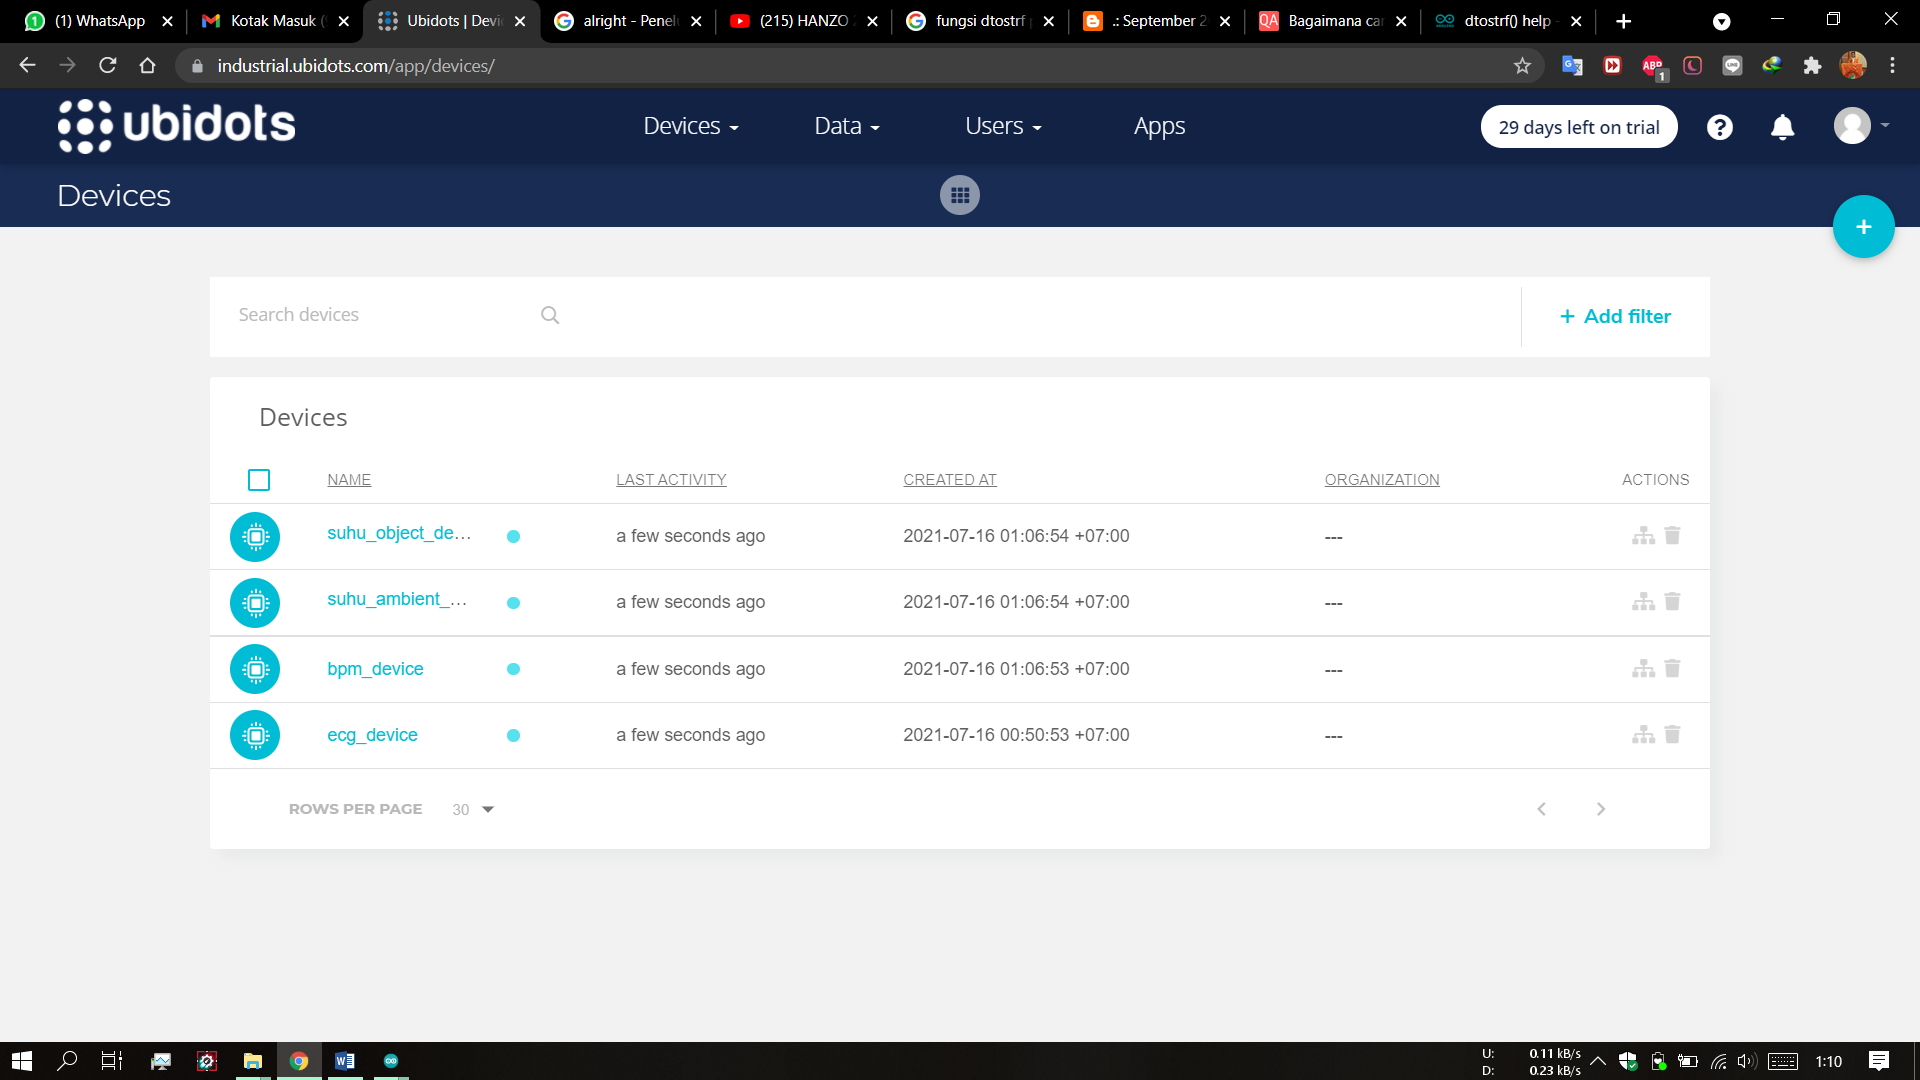 (1) WhatsApp
Kotak Masuk (
Ubidots | Devi
alright - Penel
(215) HANZO
fungsi dtostrf
.: September 2
QA Bagaimana ca
dtostrf() help -
industrial.ubidots.com/app/devices/
ABP
1
LINE
ubidots
Devices
Data
Users
Apps
29 days left on trial
?
Devices
+
Search devices
+ Add filter
Devices
NAME LAST ACTIVITY CREATED AT ORGANIZATION ACTIONS
suhu_object_de... a few seconds ago 2021-07-16 01:06:54 +07:00 ---
suhu_ambient_... a few seconds ago 2021-07-16 01:06:54 +07:00 ---
bpm_device a few seconds ago 2021-07-16 01:06:53 +07:00 ---
ecg_device a few seconds ago 2021-07-16 00:50:53 +07:00 ---
ROWS PER PAGE 30
U: 0.11 kB/s
D: 0.23 kB/s
1:10